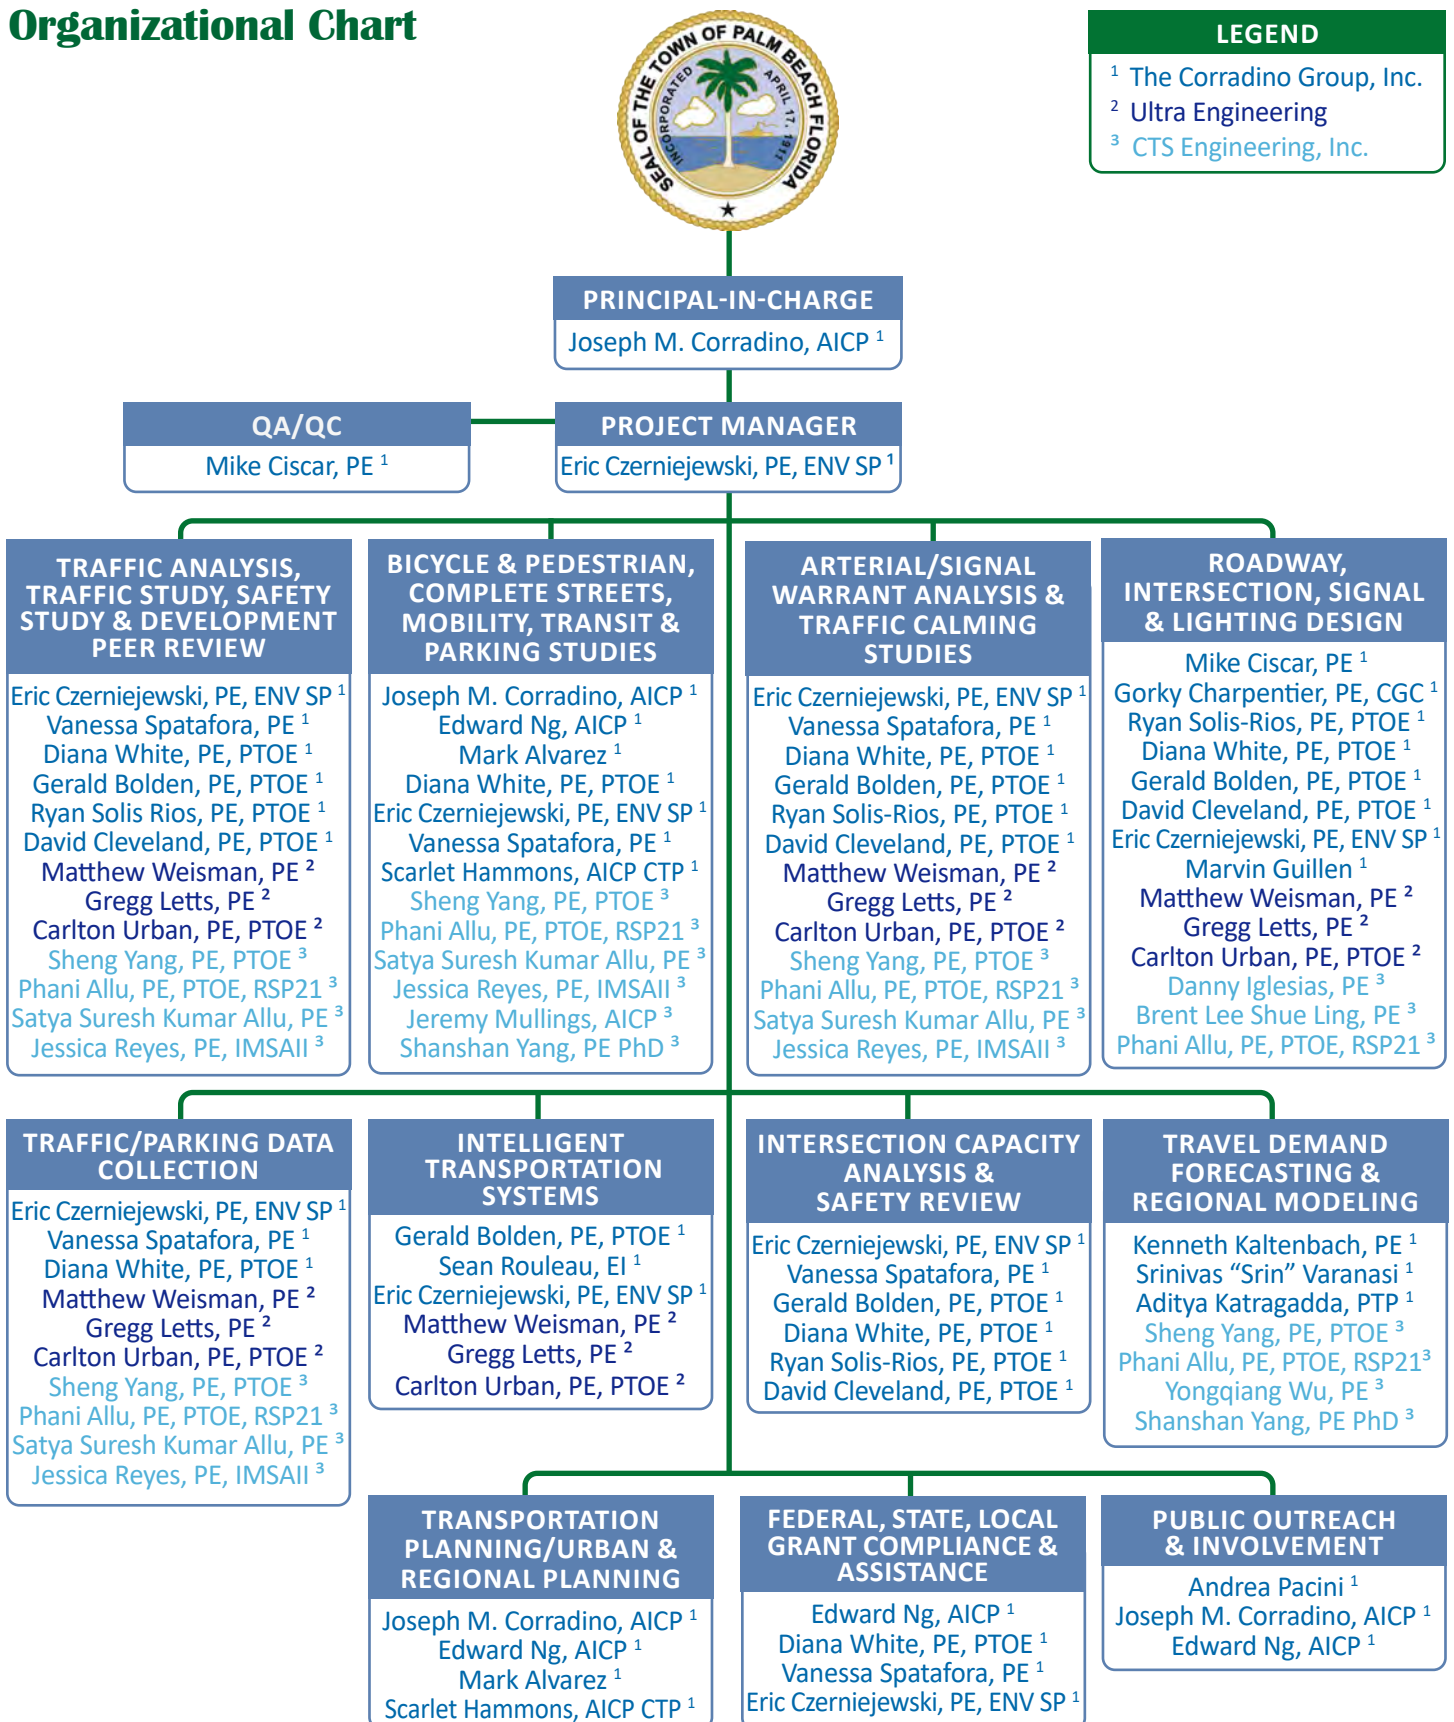 Organizational Chart
SEAL OF THE TOWN OF PALM BEACH FLORIDA
INCORPORATED APRIL 17, 1911
LEGEND
¹ The Corradino Group, Inc.
² Ultra Engineering
³ CTS Engineering, Inc.
PRINCIPAL-IN-CHARGE
Joseph M. Corradino, AICP ¹
QA/QC
Mike Ciscar, PE ¹
PROJECT MANAGER
Eric Czerniejewski, PE, ENV SP ¹
TRAFFIC ANALYSIS,
TRAFFIC STUDY, SAFETY
STUDY & DEVELOPMENT
PEER REVIEW
Eric Czerniejewski, PE, ENV SP ¹
Vanessa Spatafora, PE ¹
Diana White, PE, PTOE ¹
Gerald Bolden, PE, PTOE ¹
Ryan Solis Rios, PE, PTOE ¹
David Cleveland, PE, PTOE ¹
Matthew Weisman, PE ²
Gregg Letts, PE ²
Carlton Urban, PE, PTOE ²
Sheng Yang, PE, PTOE ³
Phani Allu, PE, PTOE, RSP21 ³
Satya Suresh Kumar Allu, PE ³
Jessica Reyes, PE, IMSAII ³
BICYCLE & PEDESTRIAN,
COMPLETE STREETS,
MOBILITY, TRANSIT &
PARKING STUDIES
Joseph M. Corradino, AICP ¹
Edward Ng, AICP ¹
Mark Alvarez ¹
Diana White, PE, PTOE ¹
Eric Czerniejewski, PE, ENV SP ¹
Vanessa Spatafora, PE ¹
Scarlet Hammons, AICP CTP ¹
Sheng Yang, PE, PTOE ³
Phani Allu, PE, PTOE, RSP21 ³
Satya Suresh Kumar Allu, PE ³
Jessica Reyes, PE, IMSAII ³
Jeremy Mullings, AICP ³
Shanshan Yang, PE PhD ³
ARTERIAL/SIGNAL
WARRANT ANALYSIS &
TRAFFIC CALMING
STUDIES
Eric Czerniejewski, PE, ENV SP ¹
Vanessa Spatafora, PE ¹
Diana White, PE, PTOE ¹
Gerald Bolden, PE, PTOE ¹
Ryan Solis-Rios, PE, PTOE ¹
David Cleveland, PE, PTOE ¹
Matthew Weisman, PE ²
Gregg Letts, PE ²
Carlton Urban, PE, PTOE ²
Sheng Yang, PE, PTOE ³
Phani Allu, PE, PTOE, RSP21 ³
Satya Suresh Kumar Allu, PE ³
Jessica Reyes, PE, IMSAII ³
ROADWAY,
INTERSECTION, SIGNAL
& LIGHTING DESIGN
Mike Ciscar, PE ¹
Gorky Charpentier, PE, CGC ¹
Ryan Solis-Rios, PE, PTOE ¹
Diana White, PE, PTOE ¹
Gerald Bolden, PE, PTOE ¹
David Cleveland, PE, PTOE ¹
Eric Czerniejewski, PE, ENV SP ¹
Marvin Guillen ¹
Matthew Weisman, PE ²
Gregg Letts, PE ²
Carlton Urban, PE, PTOE ²
Danny Iglesias, PE ³
Brent Lee Shue Ling, PE ³
Phani Allu, PE, PTOE, RSP21 ³
TRAFFIC/PARKING DATA
COLLECTION
Eric Czerniejewski, PE, ENV SP ¹
Vanessa Spatafora, PE ¹
Diana White, PE, PTOE ¹
Matthew Weisman, PE ²
Gregg Letts, PE ²
Carlton Urban, PE, PTOE ²
Sheng Yang, PE, PTOE ³
Phani Allu, PE, PTOE, RSP21 ³
Satya Suresh Kumar Allu, PE ³
Jessica Reyes, PE, IMSAII ³
INTELLIGENT
TRANSPORTATION
SYSTEMS
Gerald Bolden, PE, PTOE ¹
Sean Rouleau, EI ¹
Eric Czerniejewski, PE, ENV SP ¹
Matthew Weisman, PE ²
Gregg Letts, PE ²
Carlton Urban, PE, PTOE ²
INTERSECTION CAPACITY
ANALYSIS &
SAFETY REVIEW
Eric Czerniejewski, PE, ENV SP ¹
Vanessa Spatafora, PE ¹
Gerald Bolden, PE, PTOE ¹
Diana White, PE, PTOE ¹
Ryan Solis-Rios, PE, PTOE ¹
David Cleveland, PE, PTOE ¹
TRAVEL DEMAND
FORECASTING &
REGIONAL MODELING
Kenneth Kaltenbach, PE ¹
Srinivas “Srin” Varanasi ¹
Aditya Katragadda, PTP ¹
Sheng Yang, PE, PTOE ³
Phani Allu, PE, PTOE, RSP21³
Yongqiang Wu, PE ³
Shanshan Yang, PE PhD ³
TRANSPORTATION
PLANNING/URBAN &
REGIONAL PLANNING
Joseph M. Corradino, AICP ¹
Edward Ng, AICP ¹
Mark Alvarez ¹
Scarlet Hammons, AICP CTP ¹
FEDERAL, STATE, LOCAL
GRANT COMPLIANCE &
ASSISTANCE
Edward Ng, AICP ¹
Diana White, PE, PTOE ¹
Vanessa Spatafora, PE ¹
Eric Czerniejewski, PE, ENV SP ¹
PUBLIC OUTREACH
& INVOLVEMENT
Andrea Pacini ¹
Joseph M. Corradino, AICP ¹
Edward Ng, AICP ¹